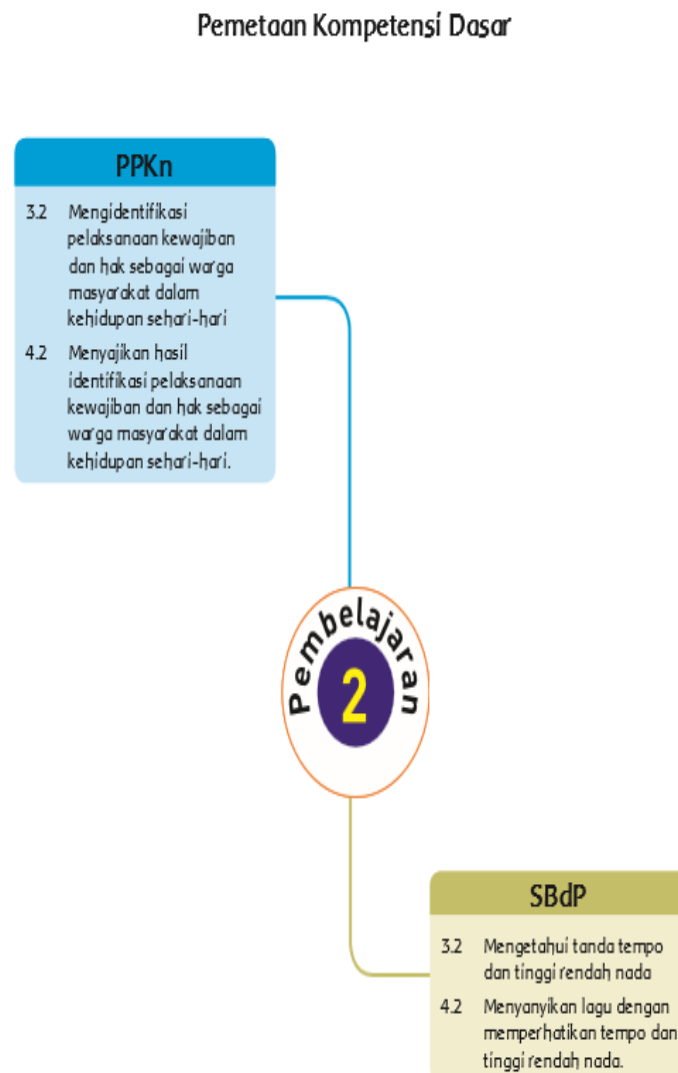 Pemetaan Kompetensi Dasar
PPKn
3.2 Mengidentifikasi
pelaksanaan kewajiban
dan hak sebagai warga
masyarakat dalam
kehidupan sehari-hari
4.2 Menyajikan hasil
identifikasi pelaksanaan
kewajiban dan hak sebagai
warga masyarakat dalam
kehidupan sehari-hari.
Pembelajaran
2
SBdP
3.2 Mengetahui tanda tempo
dan tinggi rendah nada
4.2 Menyanyikan lagu dengan
memperhatikan tempo dan
tinggi rendah nada.